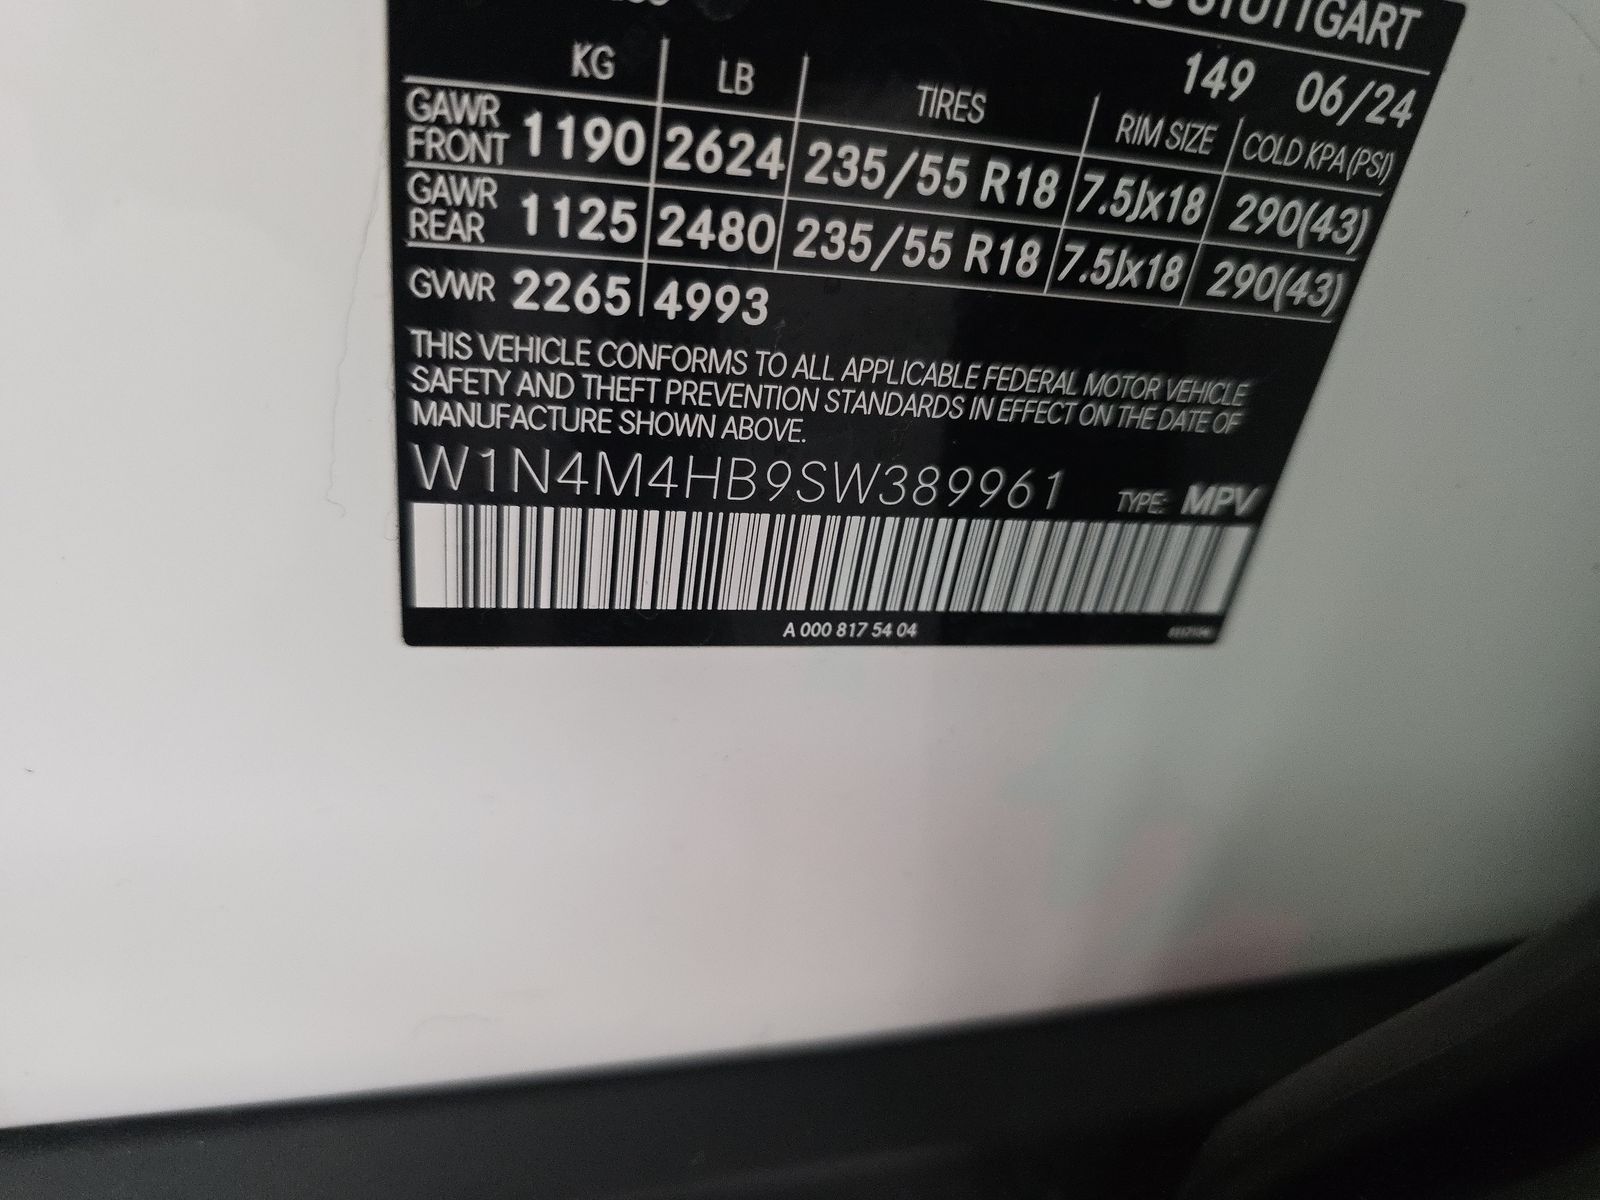 STUTTGART
149 06/24
KG LB TIRES RIM SIZE COLD KPA (PSI)
GAWR FRONT 1190 2624 235/55 R18 7.5Jx18 290(43)
GAWR REAR 1125 2480 235/55 R18 7.5Jx18 290(43)
GVWR 2265 4993
THIS VEHICLE CONFORMS TO ALL APPLICABLE FEDERAL MOTOR VEHICLE
SAFETY AND THEFT PREVENTION STANDARDS IN EFFECT ON THE DATE OF
MANUFACTURE SHOWN ABOVE.
W1N4M4HB9SW389961 TYPE: MPV
A 000 817 54 04